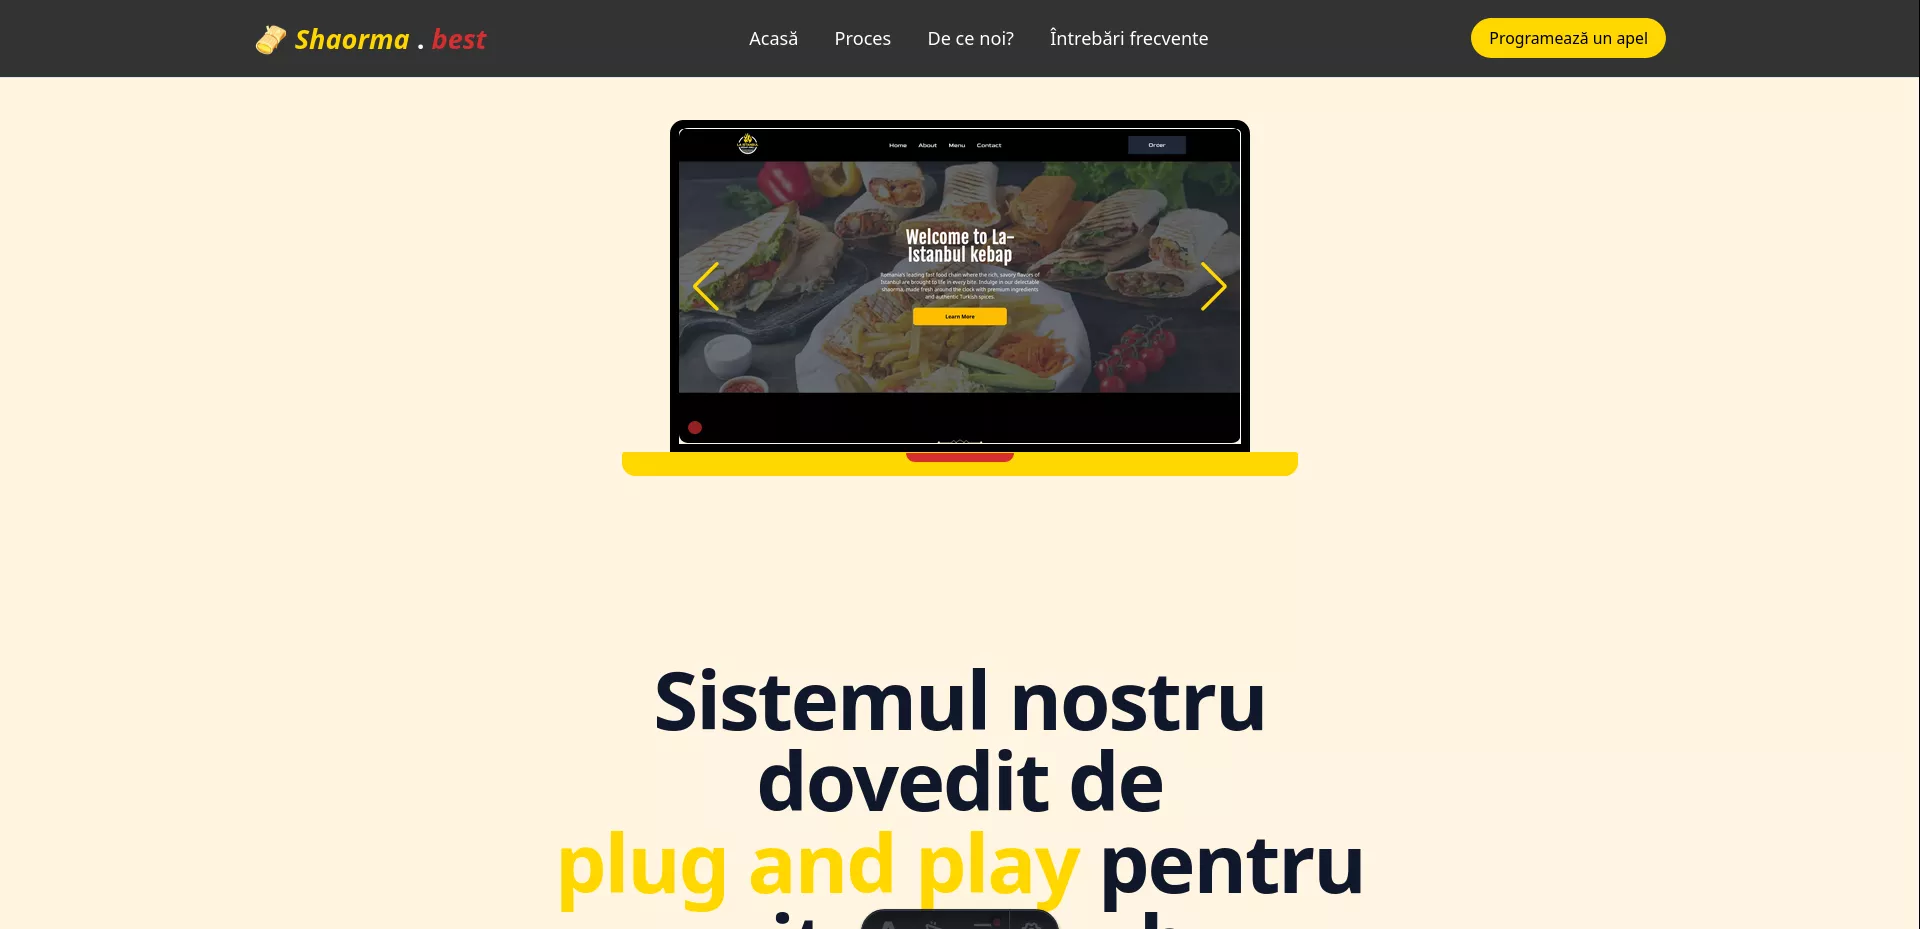 Shaorma . best
Acasă
Proces
De ce noi?
Întrebări frecvente
Programează un apel
Home
About
Menu
Contact
Order
Welcome to La-
Istanbul kebap
Romania's leading fast food chain where the rich, savory flavors of
Istanbul are brought to life in every bite. Indulge in our delectable
shaorma, made fresh around the clock with premium ingredients
and authentic Turkish spices
Learn More
Sistemul nostru
dovedit de
plug and play pentru